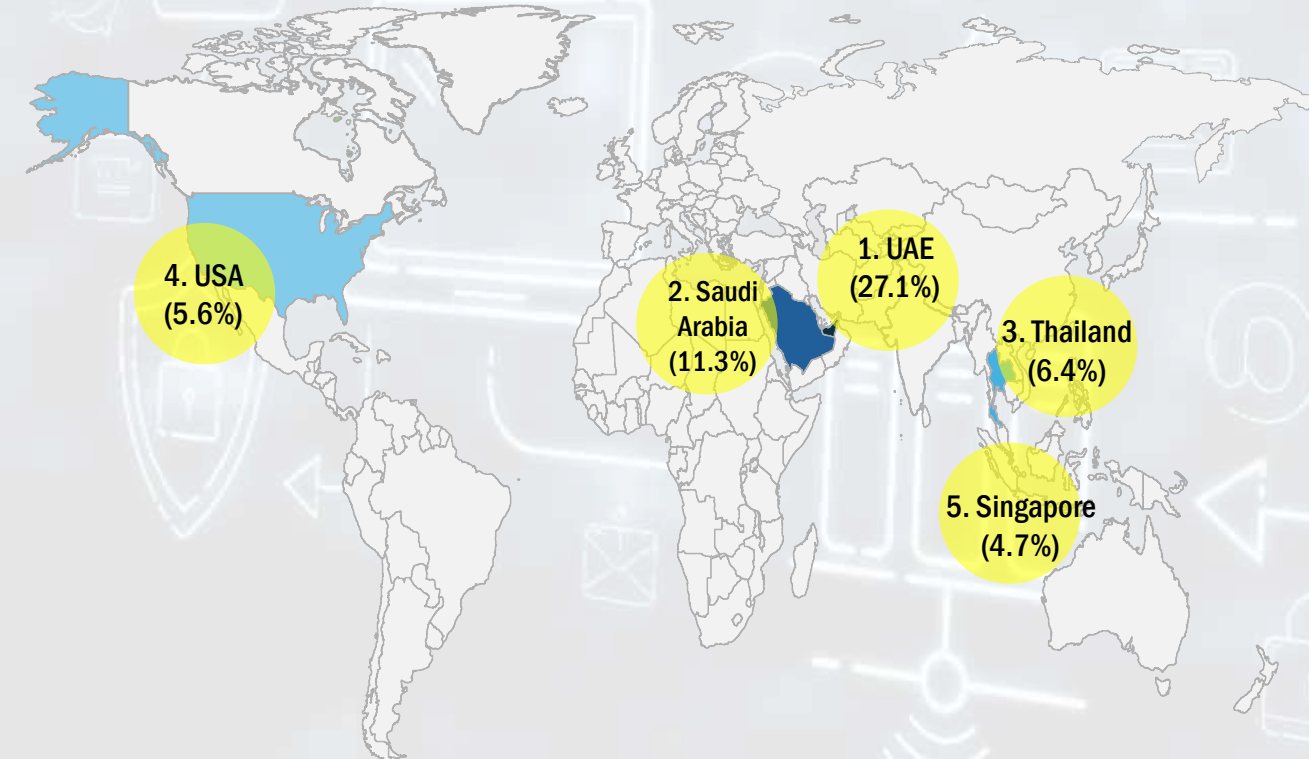 1. UAE
(27.1%)
2. Saudi
Arabia
(11.3%)
3. Thailand
(6.4%)
4. USA
(5.6%)
5. Singapore
(4.7%)